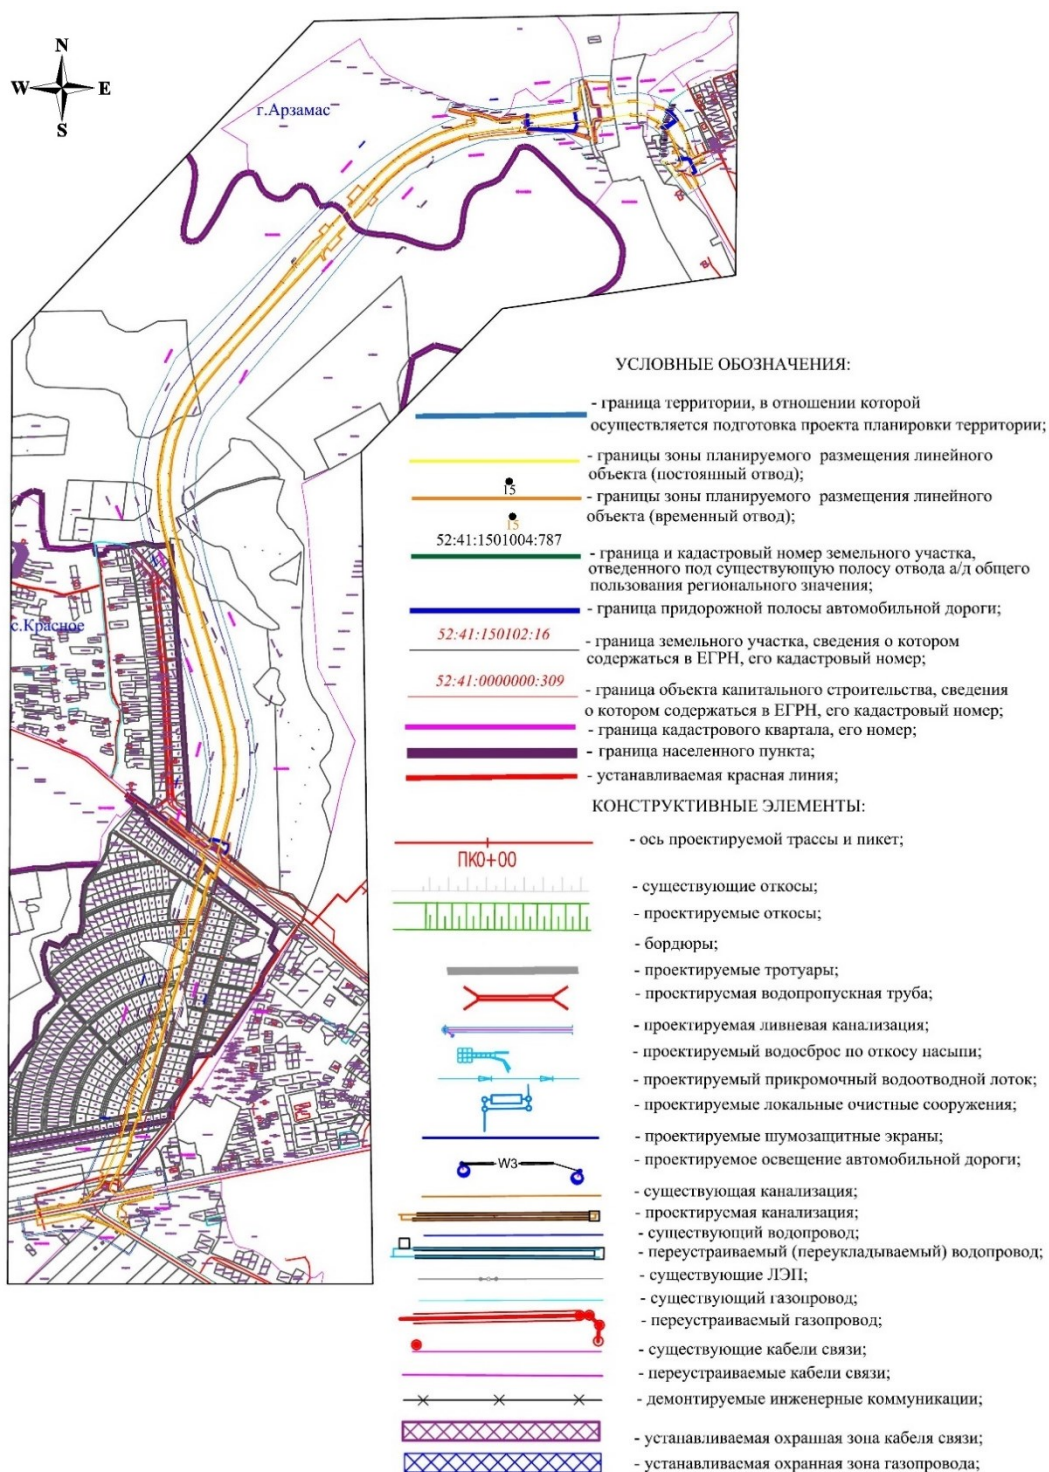 N
W E
S
г.Арзамас
с.Красное
УСЛОВНЫЕ ОБОЗНАЧЕНИЯ:
- граница территории, в отношении которой
осуществляется подготовка проекта планировки территории;
- границы зоны планируемого размещения линейного
объекта (постоянный отвод);
15
- границы зоны планируемого размещения линейного
объекта (временный отвод);
15
52:41:1501004:787
- граница и кадастровый номер земельного участка,
отведенного под существующую полосу отвода а/д общего
пользования регионального значения;
- граница придорожной полосы автомобильной дороги;
52:41:150102:16
- граница земельного участка, сведения о котором
содержаться в ЕГРН, его кадастровый номер;
52:41:0000000:309
- граница объекта капитального строительства, сведения
о котором содержаться в ЕГРН, его кадастровый номер;
- граница кадастрового квартала, его номер;
- граница населенного пункта;
- устанавливаемая красная линия;
КОНСТРУКТИВНЫЕ ЭЛЕМЕНТЫ:
- ось проектируемой трассы и пикет;
ПК0+00
- существующие откосы;
- проектируемые откосы;
- бордюры;
- проектируемые тротуары;
- проектируемая водопропускная труба;
- проектируемая ливневая канализация;
- проектируемый водосброс по откосу насыпи;
- проектируемый прикромочный водоотводной лоток;
- проектируемые локальные очистные сооружения;
- проектируемые шумозащитные экраны;
- проектируемое освещение автомобильной дороги;
W3
- существующая канализация;
- проектируемая канализация;
- существующий водопровод;
- переустраиваемый (переукладываемый) водопровод;
- существующие ЛЭП;
- существующий газопровод;
- переустраиваемый газопровод;
- существующие кабели связи;
- переустраиваемые кабели связи;
- демонтируемые инженерные коммуникации;
- устанавливаемая охранная зона кабеля связи;
- устанавливаемая охранная зона газопровода;